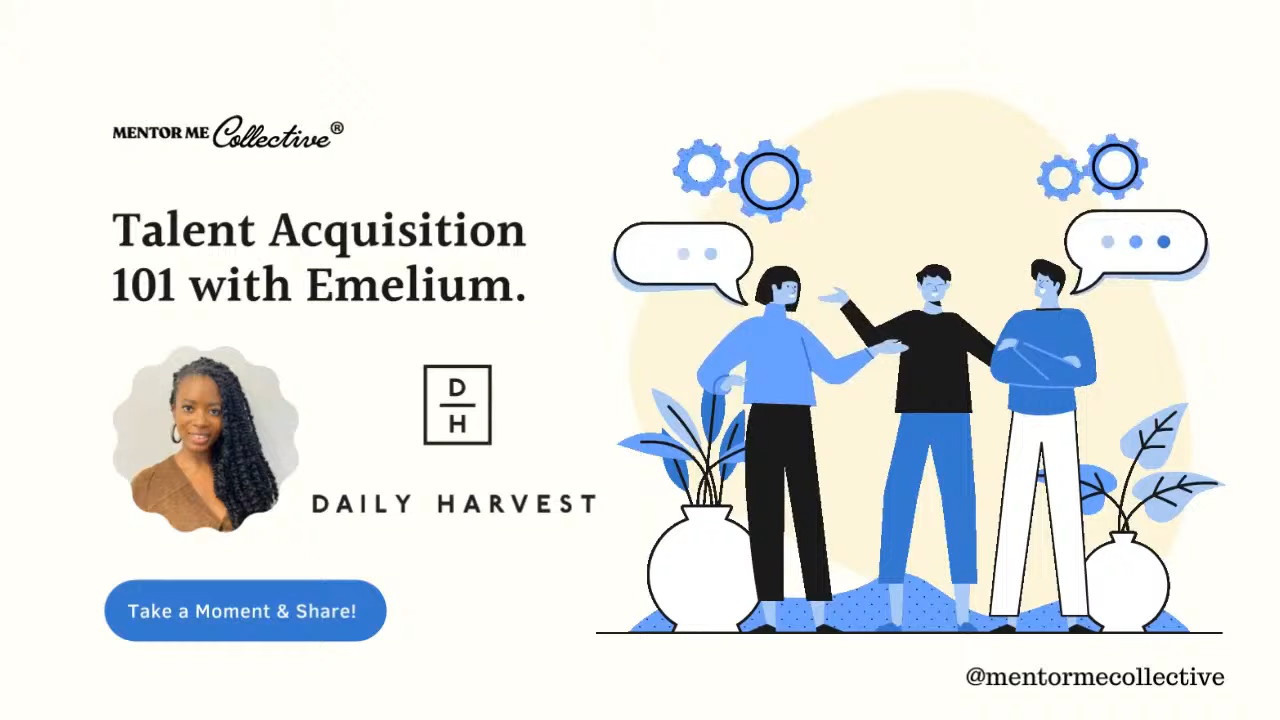 MENTOR ME Collective®
Talent Acquisition
101 with Emelium.
D
H
DAILY HARVEST
Take a Moment & Share!
@mentormecollective